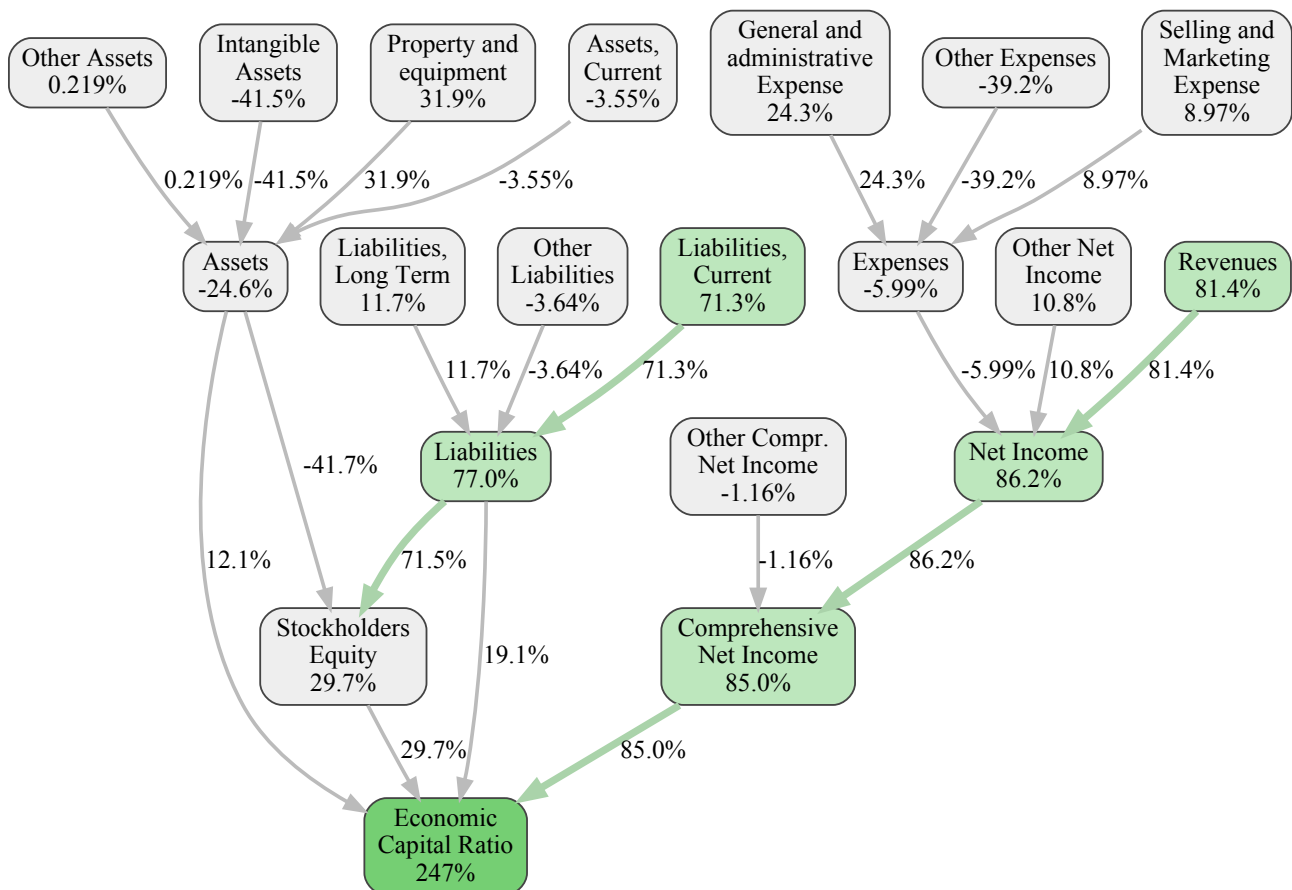 Other Assets
0.219%
Intangible
Assets
-41.5%
Property and
equipment
31.9%
Assets,
Current
-3.55%
General and
administrative
Expense
24.3%
Other Expenses
-39.2%
Selling and
Marketing
Expense
8.97%
0.219%
-41.5%
31.9%
-3.55%
24.3%
-39.2%
8.97%
Assets
-24.6%
Liabilities,
Long Term
11.7%
Other
Liabilities
-3.64%
Liabilities,
Current
71.3%
Expenses
-5.99%
Other Net
Income
10.8%
Revenues
81.4%
11.7%
-3.64%
71.3%
-5.99%
10.8%
81.4%
-41.7%
Liabilities
77.0%
Other Compr.
Net Income
-1.16%
Net Income
86.2%
12.1%
71.5%
-1.16%
86.2%
Stockholders
Equity
29.7%
19.1%
Comprehensive
Net Income
85.0%
29.7%
85.0%
Economic
Capital Ratio
247%